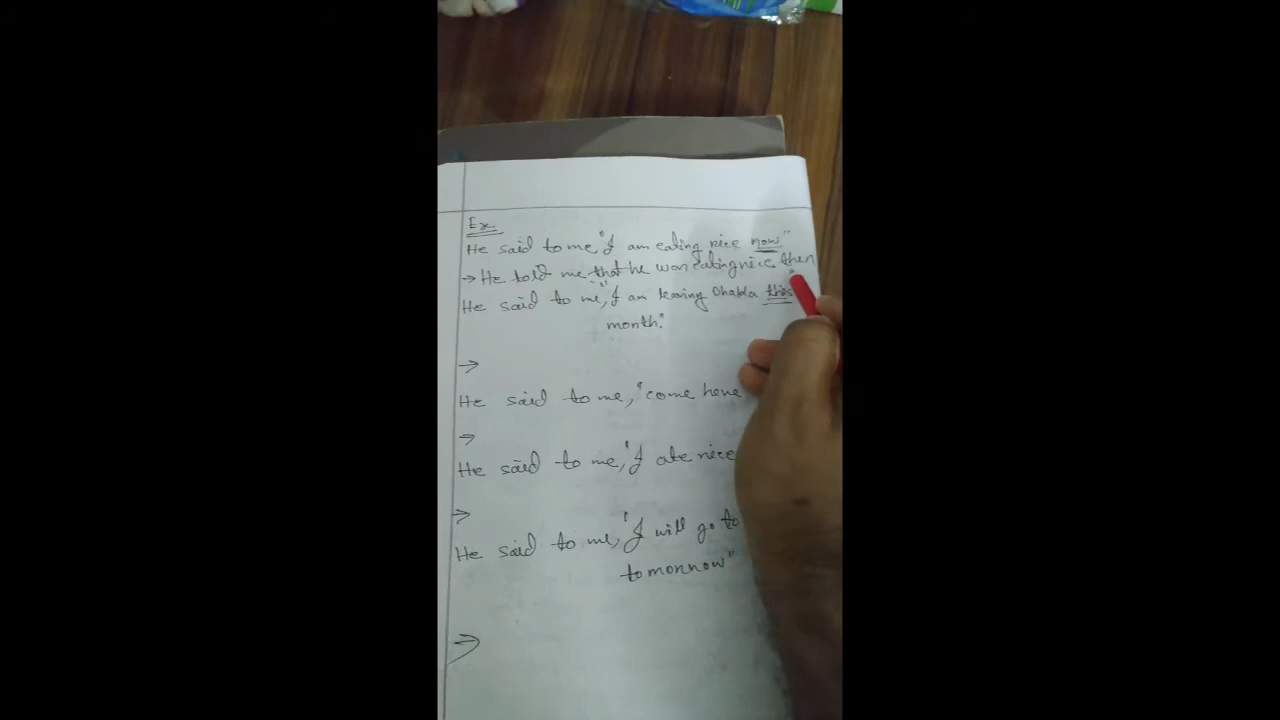 Ex
He said to me "I am eating rice now"
→ He told me that he was eating rice then
He said to me, "I am leaving Dhaka this
month."
→
He said to me, "come here
→
He said to me, "I ate rice
→
He said to me, "I will go to
tomorrow"
→